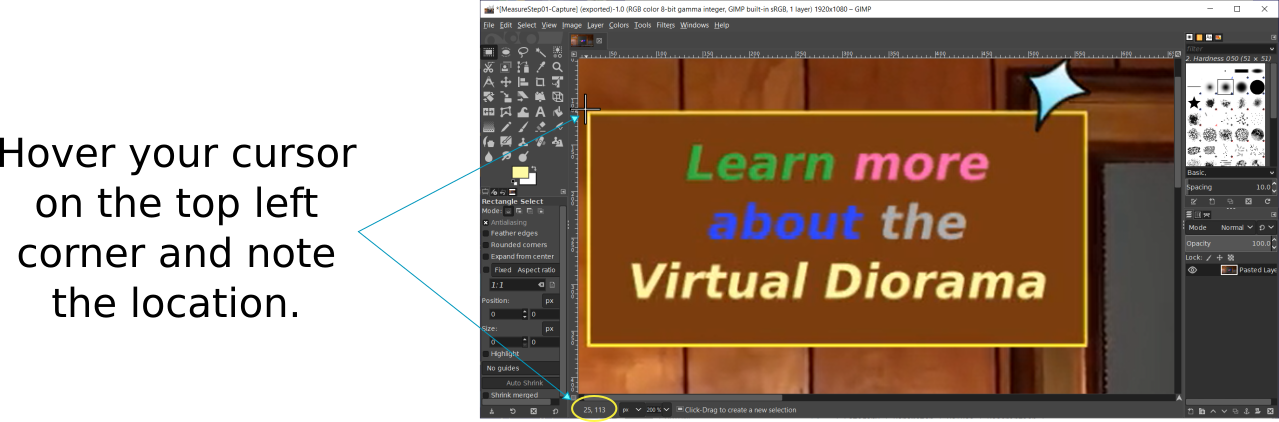 Hover your cursor
on the top left
corner and note
the location.
*[MeasureStep01-Capture] (exported)-1.0 (RGB color 8-bit gamma integer, GIMP built-in sRGB, 1 layer) 1920x1080 – GIMP
File Edit Select View Image Layer Colors Tools Filters Windows Help
Learn more
about the
Virtual Diorama
Rectangle Select
Mode:
Antialiasing
Feather edges
Rounded corners
Expand from center
Fixed Aspect ratio
1:1
Position: px
0 0
Size: px
0 0
Highlight
No guides
Auto Shrink
Shrink merged
25, 113 px 200 % Click-Drag to create a new selection
filter
2. Hardness 050 (51 × 51)
Basic,
Spacing 10.0
Mode Normal
Opacity 100.0
Lock:
Pasted Laye